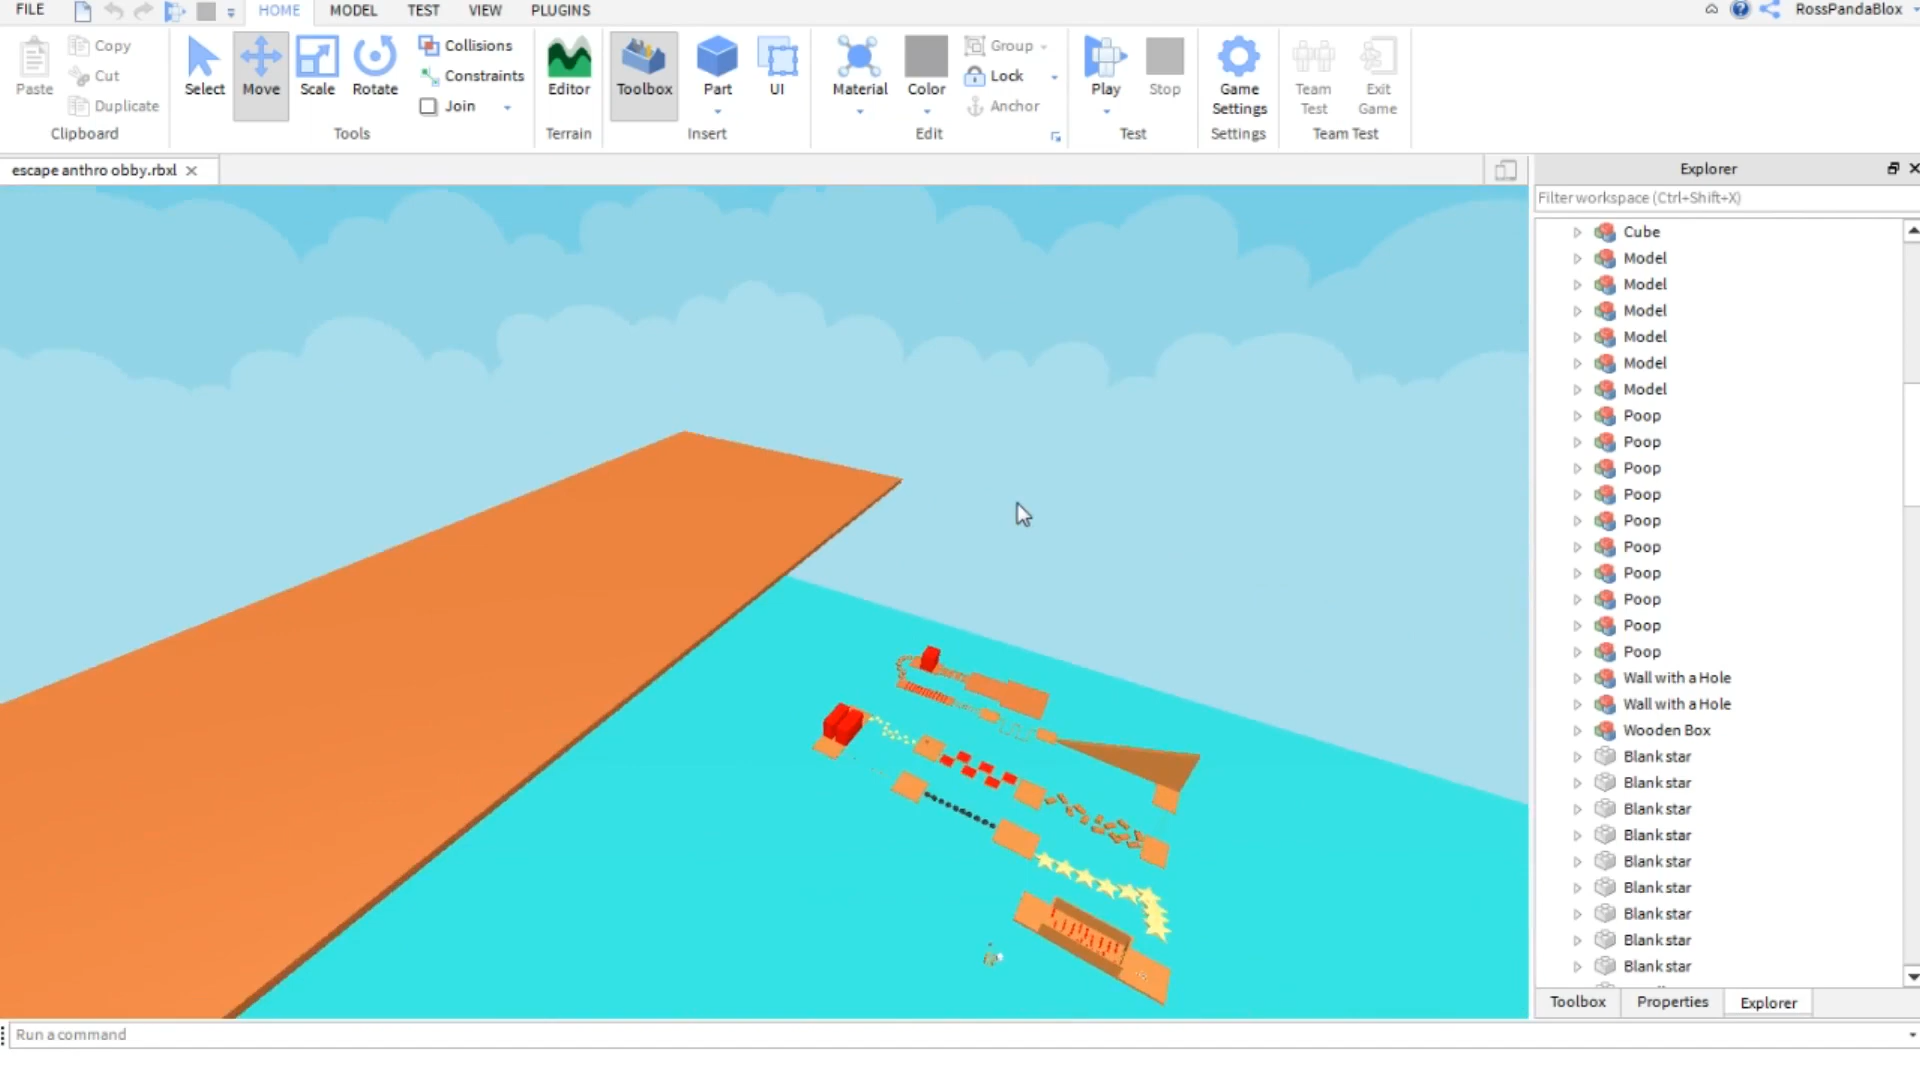 FILE HOME MODEL TEST VIEW PLUGINS RossPandaBlox
Paste Copy Cut Duplicate
Clipboard
Select Move Scale Rotate Collisions Constraints Join
Tools
Editor
Terrain
Toolbox Part UI
Insert
Material Color Group Lock Anchor
Edit
Play Stop
Test
Game Settings
Settings
Team Test Exit Game
Team Test
escape anthro obby.rbxl
Explorer
Filter workspace (Ctrl+Shift+X)
Cube
Model
Model
Model
Model
Model
Model
Poop
Poop
Poop
Poop
Poop
Poop
Poop
Poop
Poop
Poop
Wall with a Hole
Wall with a Hole
Wooden Box
Blank star
Blank star
Blank star
Blank star
Blank star
Blank star
Blank star
Blank star
Blank star
Toolbox Properties Explorer
Run a command